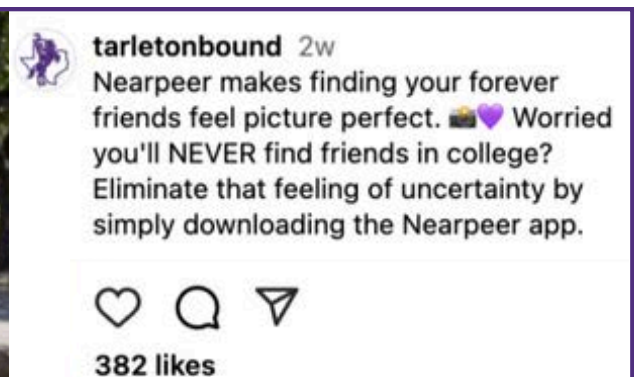 tarletonbound 2w
Nearpeer makes finding your forever
friends feel picture perfect. 📸💜 Worried
you'll NEVER find friends in college?
Eliminate that feeling of uncertainty by
simply downloading the Nearpeer app.
382 likes